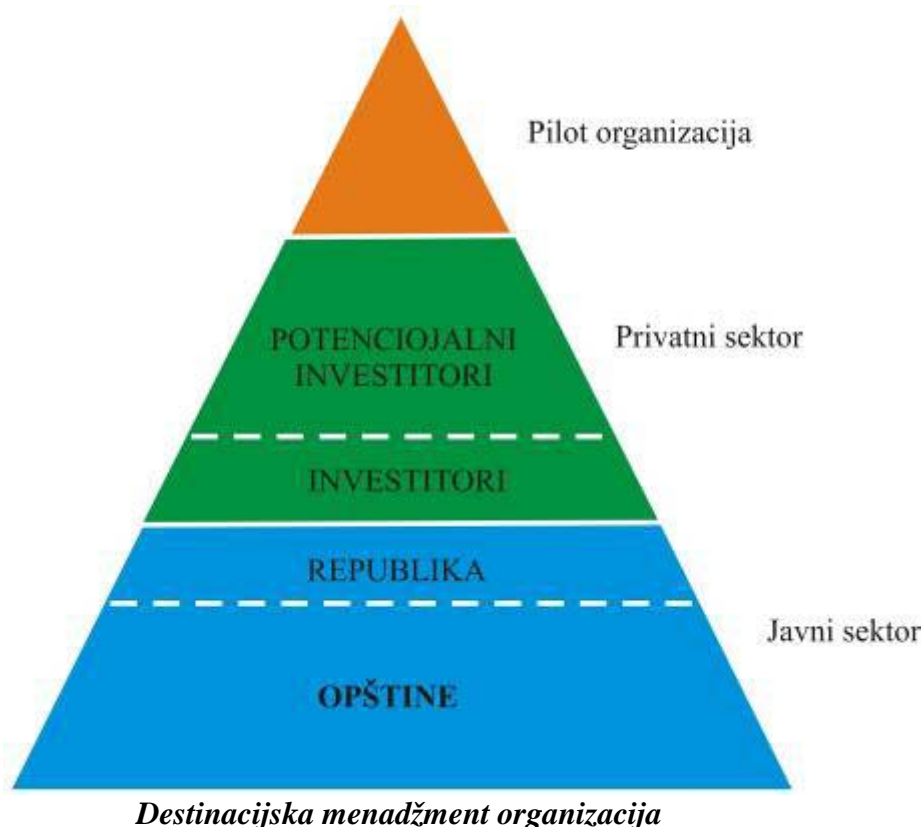 Pilot organizacija
POTENCIOJALNI
INVESTITORI
Privatni sektor
INVESTITORI
REPUBLIKA
Javni sektor
OPŠTINE
Destinacijska menadžment organizacija